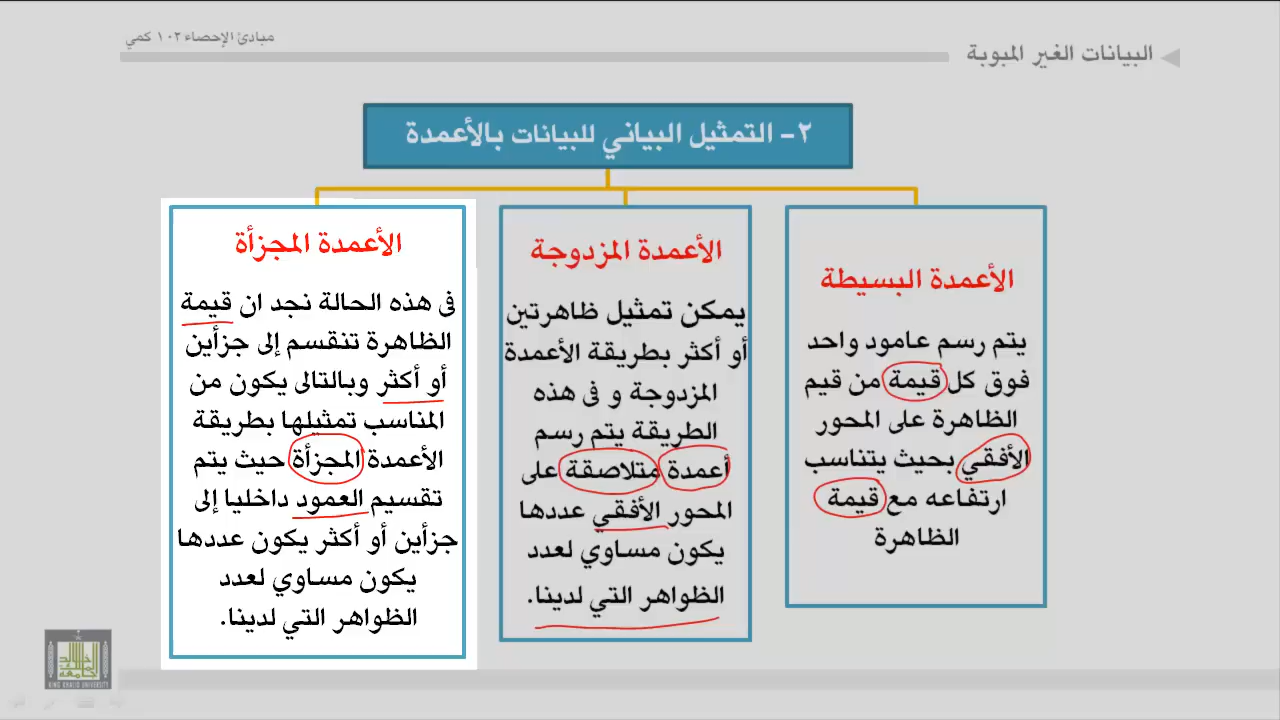 مبادئ الإحصاء ١٠٢ كمي
البيانات الغير المبوبة
٢- التمثيل البياني للبيانات بالأعمدة
الأعمدة البسيطة
يتم رسم عامود واحد
فوق كل قيمة من قيم
الظاهرة على المحور
الأفقي بحيث يتناسب
ارتفاعه مع قيمة
الظاهرة
الأعمدة المزدوجة
يمكن تمثيل ظاهرتين
أو أكثر بطريقة الأعمدة
المزدوجة و فى هذه
الطريقة يتم رسم
أعمدة متلاصقة على
المحور الأفقي عددها
يكون مساوي لعدد
الظواهر التي لدينا.
الأعمدة المجزأة
فى هذه الحالة نجد ان قيمة
الظاهرة تنقسم إلى جزأين
أو أكثر وبالتالى يكون من
المناسب تمثيلها بطريقة
الأعمدة المجزأة حيث يتم
تقسيم العمود داخليا إلى
جزأين أو أكثر يكون عددها
يكون مساوي لعدد
الظواهر التي لدينا.
KING KHALID UNIVERSITY